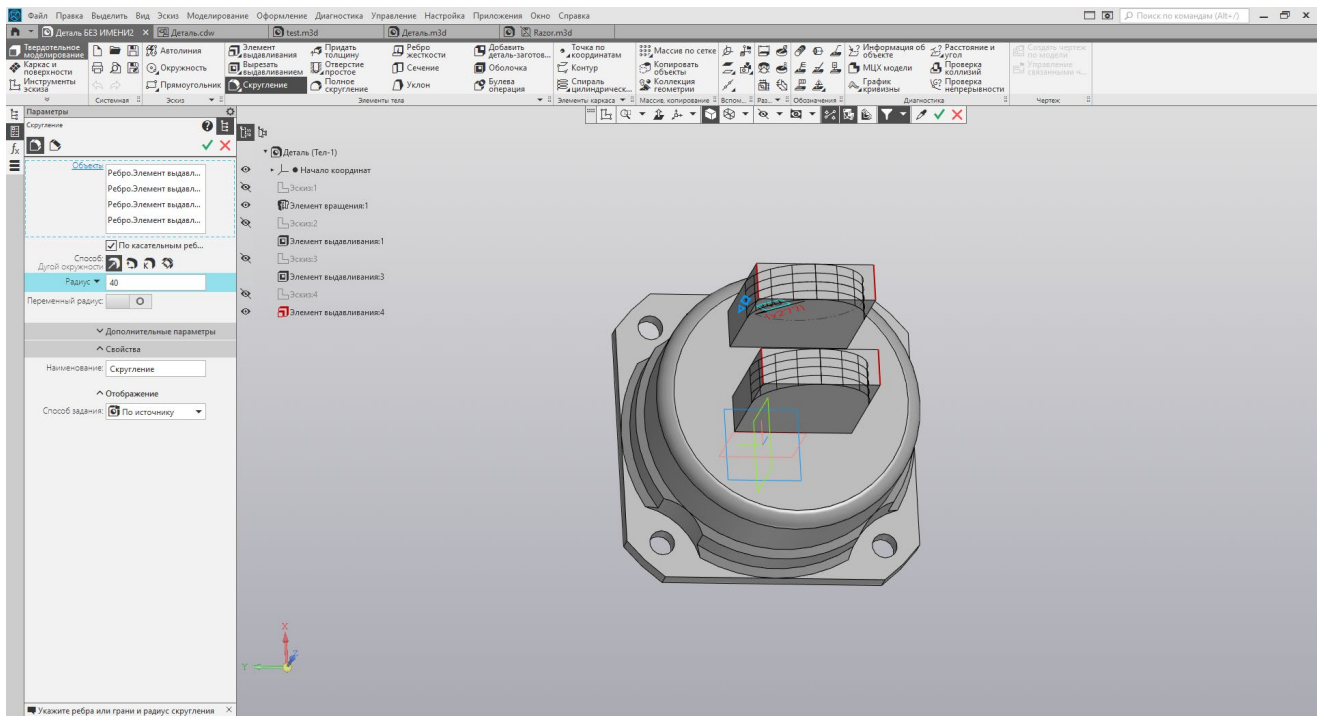 Файл Правка Выделить Вид Эскиз Моделирование Оформление Диагностика Управление Настройка Приложения Окно Справка
Поиск по командам (Alt+/)
Деталь БЕЗ ИМЕНИ2 Деталь.cdw test.m3d Деталь.m3d Razor.m3d
Твердотельное моделирование
Каркас и поверхности
Инструменты эскиза
Системная
Автолиния
Окружность
Прямоугольник
Эскиз
Элемент выдавливания
Вырезать выдавливанием
Скругление
Придать толщину
Отверстие простое
Полное скругление
Ребро жесткости
Сечение
Уклон
Добавить деталь-заготов...
Оболочка
Булева операция
Элементы тела
Точка по координатам
Контур
Спираль цилиндрическ...
Элементы каркаса
Массив по сетке
Копировать объекты
Коллекция геометрии
Массив, копирование
Вспом...
Раз...
Обозначения
Информация об объекте
МЦХ модели
График кривизны
Расстояние и угол
Проверка коллизий
Проверка непрерывности
Диагностика
Создать чертеж по модели
Управление связанными ч...
Чертеж
Параметры
Скругление
Объекты
Ребро.Элемент выдавл...
Ребро.Элемент выдавл...
Ребро.Элемент выдавл...
Ребро.Элемент выдавл...
По касательным реб...
Способ:
Дугой окружности
Радиус 40
Переменный радиус:
Дополнительные параметры
Свойства
Наименование: Скругление
Отображение
Способ задания: По источнику
Укажите ребра или грани и радиус скругления
Деталь (Тел-1)
Начало координат
Эскиз:1
Элемент вращения:1
Эскиз:2
Элемент выдавливания:1
Эскиз:3
Элемент выдавливания:3
Эскиз:4
Элемент выдавливания:4
X
Y
Z